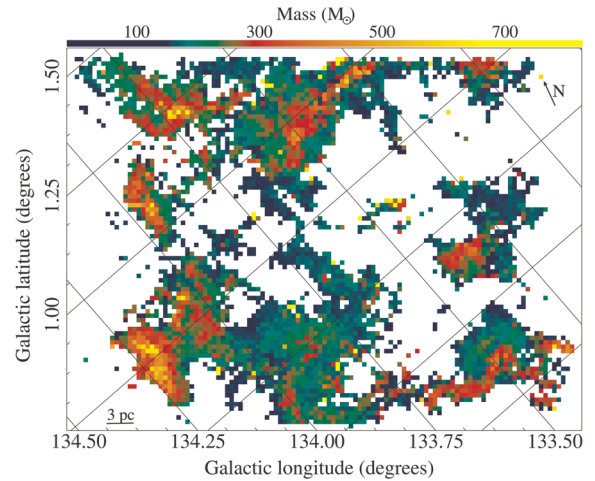 Mass (M☉)
100 300 500 700
N
1.50
1.25
1.00
Galactic latitude (degrees)
3 pc
134.50 134.25 134.00 133.75 133.50
Galactic longitude (degrees)